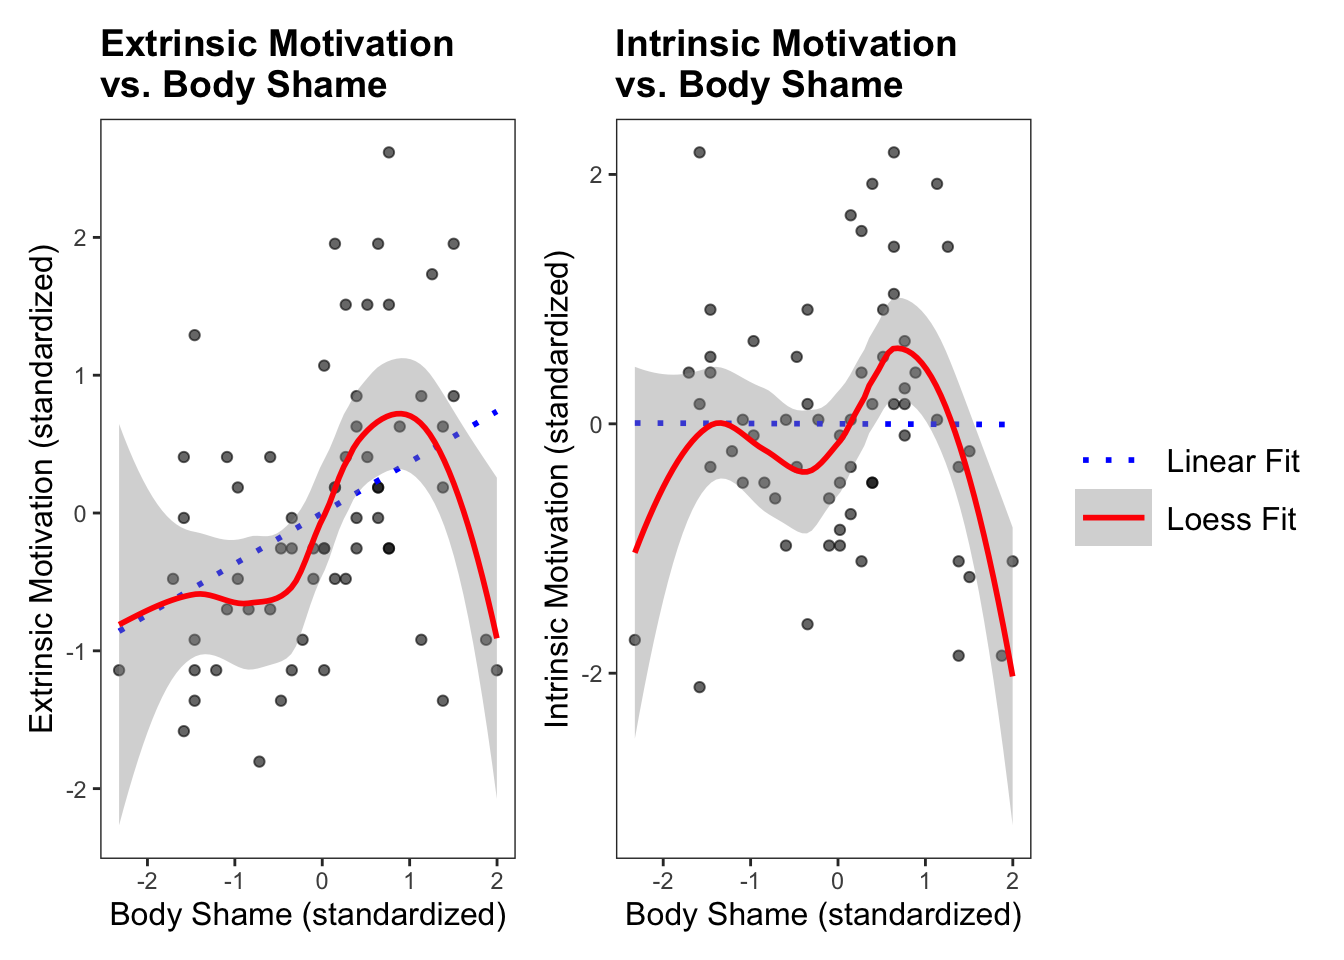 Extrinsic Motivation
vs. Body Shame
Intrinsic Motivation
vs. Body Shame
Extrinsic Motivation (standardized)
2
1
0
-1
-2
-2 -1 0 1 2
Body Shame (standardized)
Intrinsic Motivation (standardized)
2
0
-2
-2 -1 0 1 2
Body Shame (standardized)
Linear Fit
Loess Fit